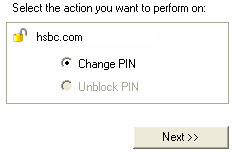 Select the action you want to perform on:
hsbc.com
Change PIN
Unblock PIN
Next >>